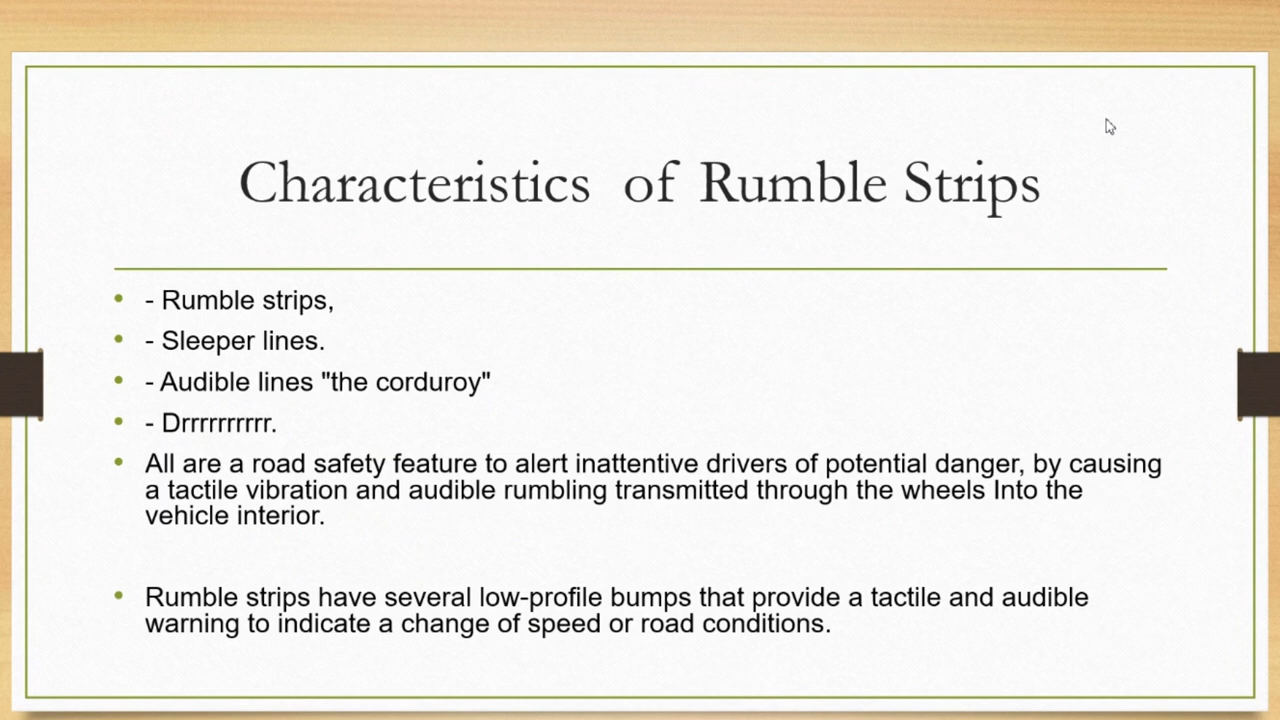 Characteristics of Rumble Strips
- Rumble strips,
- Sleeper lines.
- Audible lines "the corduroy"
- Drrrrrrrrrr.
All are a road safety feature to alert inattentive drivers of potential danger, by causing
a tactile vibration and audible rumbling transmitted through the wheels Into the
vehicle interior.
Rumble strips have several low-profile bumps that provide a tactile and audible
warning to indicate a change of speed or road conditions.